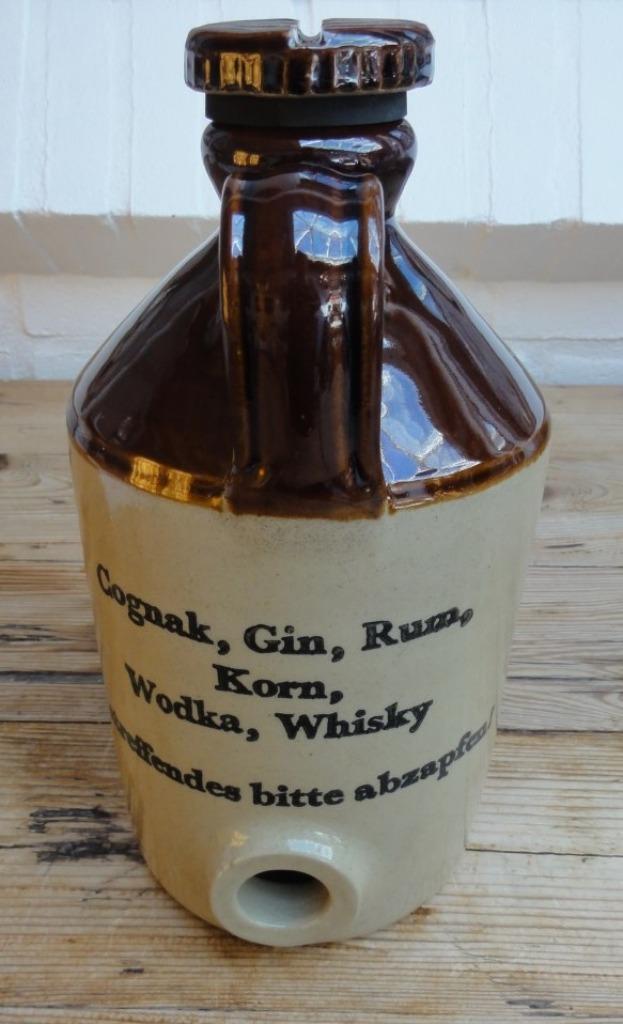 Cognak, Gin, Rum,
Korn,
Wodka, Whisky
bitte abzapfen!